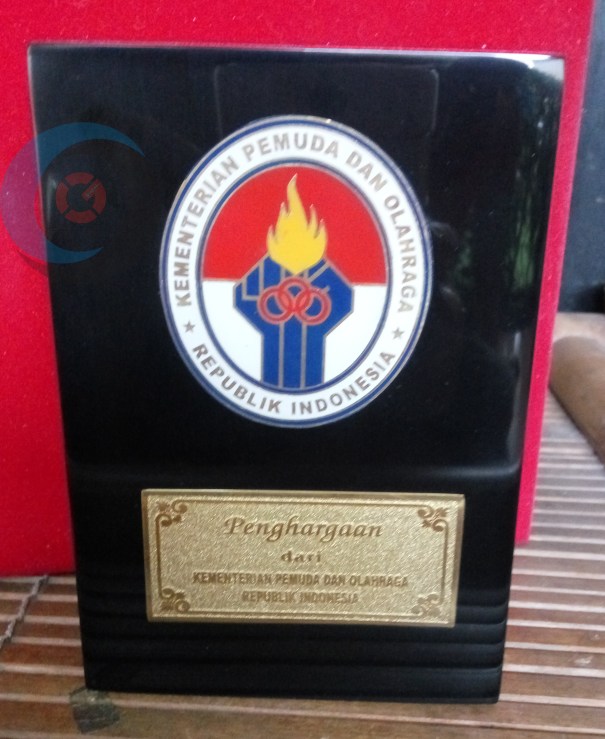 KEMENTERIAN PEMUDA DAN OLAHRAGA
★ REPUBLIK INDONESIA ★
Penghargaan
dari
KEMENTERIAN PEMUDA DAN OLAHRAGA
REPUBLIK INDONESIA